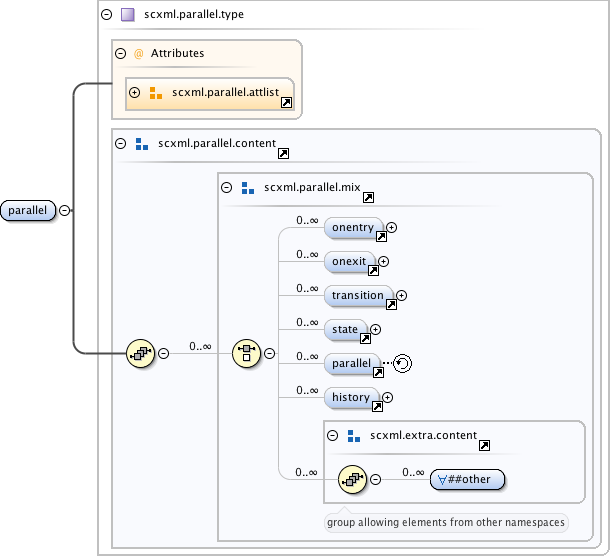 scxml.parallel.type
@ Attributes
scxml.parallel.attlist
scxml.parallel.content
scxml.parallel.mix
parallel
0..∞ onentry
0..∞ onexit
0..∞ transition
0..∞ state
0..∞
0..∞ parallel
0..∞ history
scxml.extra.content
0..∞ 0..∞ ∀##other
group allowing elements from other namespaces